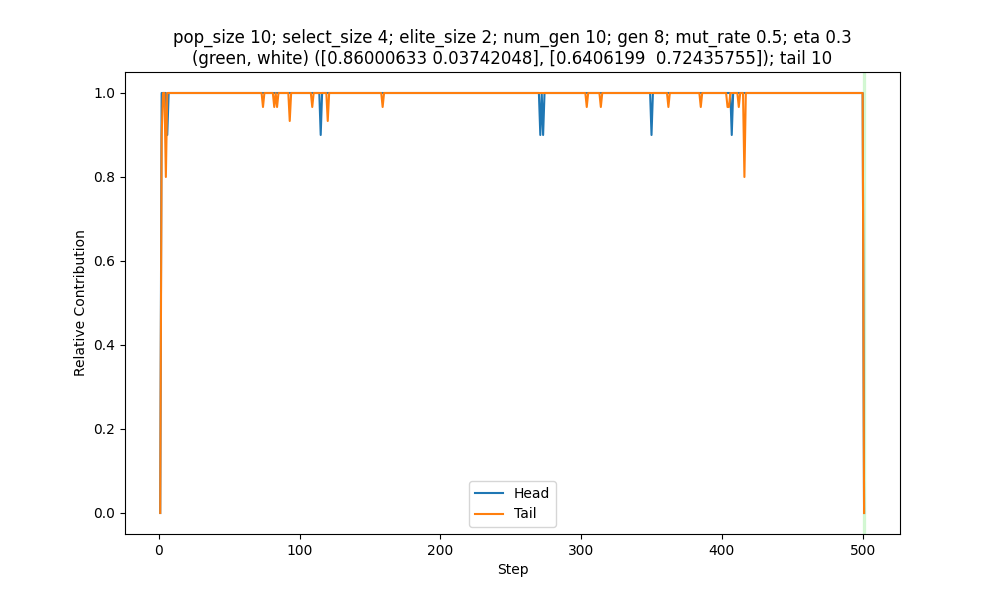 pop_size 10; select_size 4; elite_size 2; num_gen 10; gen 8; mut_rate 0.5; eta 0.3
(green, white) ([0.86000633 0.03742048], [0.6406199  0.72435755]); tail 10
Relative Contribution
1.0
0.8
0.6
0.4
0.2
0.0
Head
Tail
0 100 200 300 400 500
Step